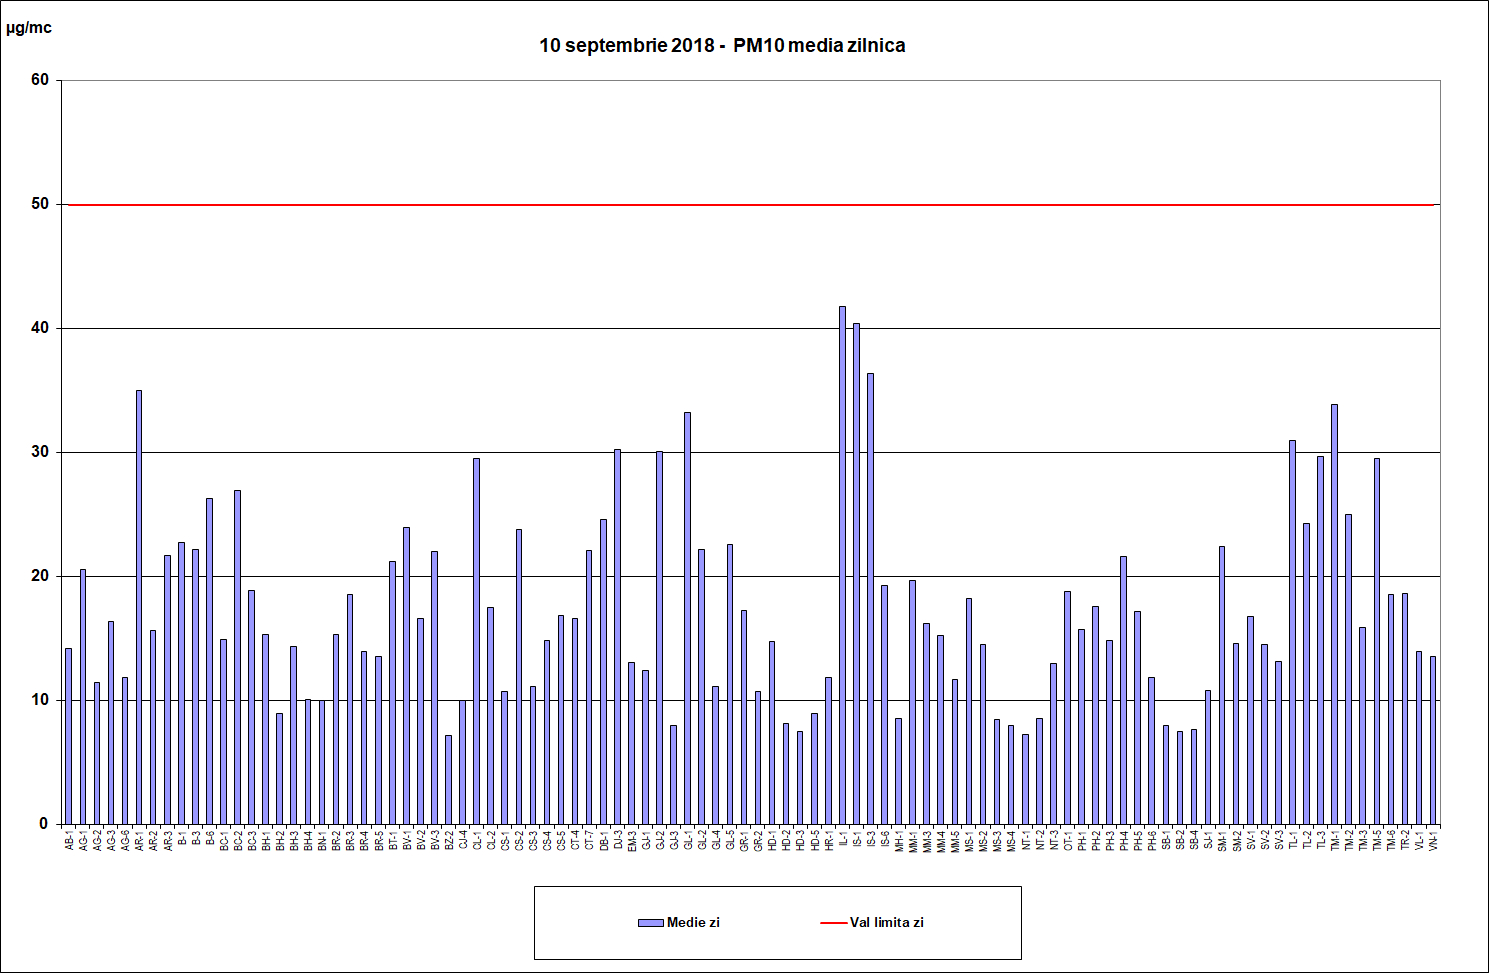 µg/mc
10 septembrie 2018 - PM10 media zilnica
60
50
40
30
20
10
0
AB-1 AG-1 AG-2 AG-3 AG-6 AR-1 AR-2 AR-3 B-1 B-3 B-6 BC-1 BC-2 BC-3 BH-1 BH-2 BH-3 BH-4 BN-1 BR-2 BR-3 BR-4 BR-5 BT-1 BV-1 BV-2 BV-3 BZ-2 CJ-4 CL-1 CL-2 CS-1 CS-2 CS-3 CS-4 CS-5 CT-4 CT-7 DB-1 DJ-3 EM-3 GJ-1 GJ-2 GJ-3 GL-1 GL-2 GL-4 GL-5 GR-1 GR-2 HD-1 HD-2 HD-3 HD-5 HR-1 IL-1 IS-1 IS-3 IS-6 MH-1 MM-1 MM-3 MM-4 MM-5 MS-1 MS-2 MS-3 MS-4 NT-1 NT-2 NT-3 OT-1 PH-1 PH-2 PH-3 PH-4 PH-5 PH-6 SB-1 SB-2 SB-4 SJ-1 SM-1 SM-2 SV-1 SV-2 SV-3 TL-1 TL-2 TL-3 TM-1 TM-2 TM-3 TM-5 TM-6 TR-2 VL-1 VN-1
Medie zi
Val limita zi